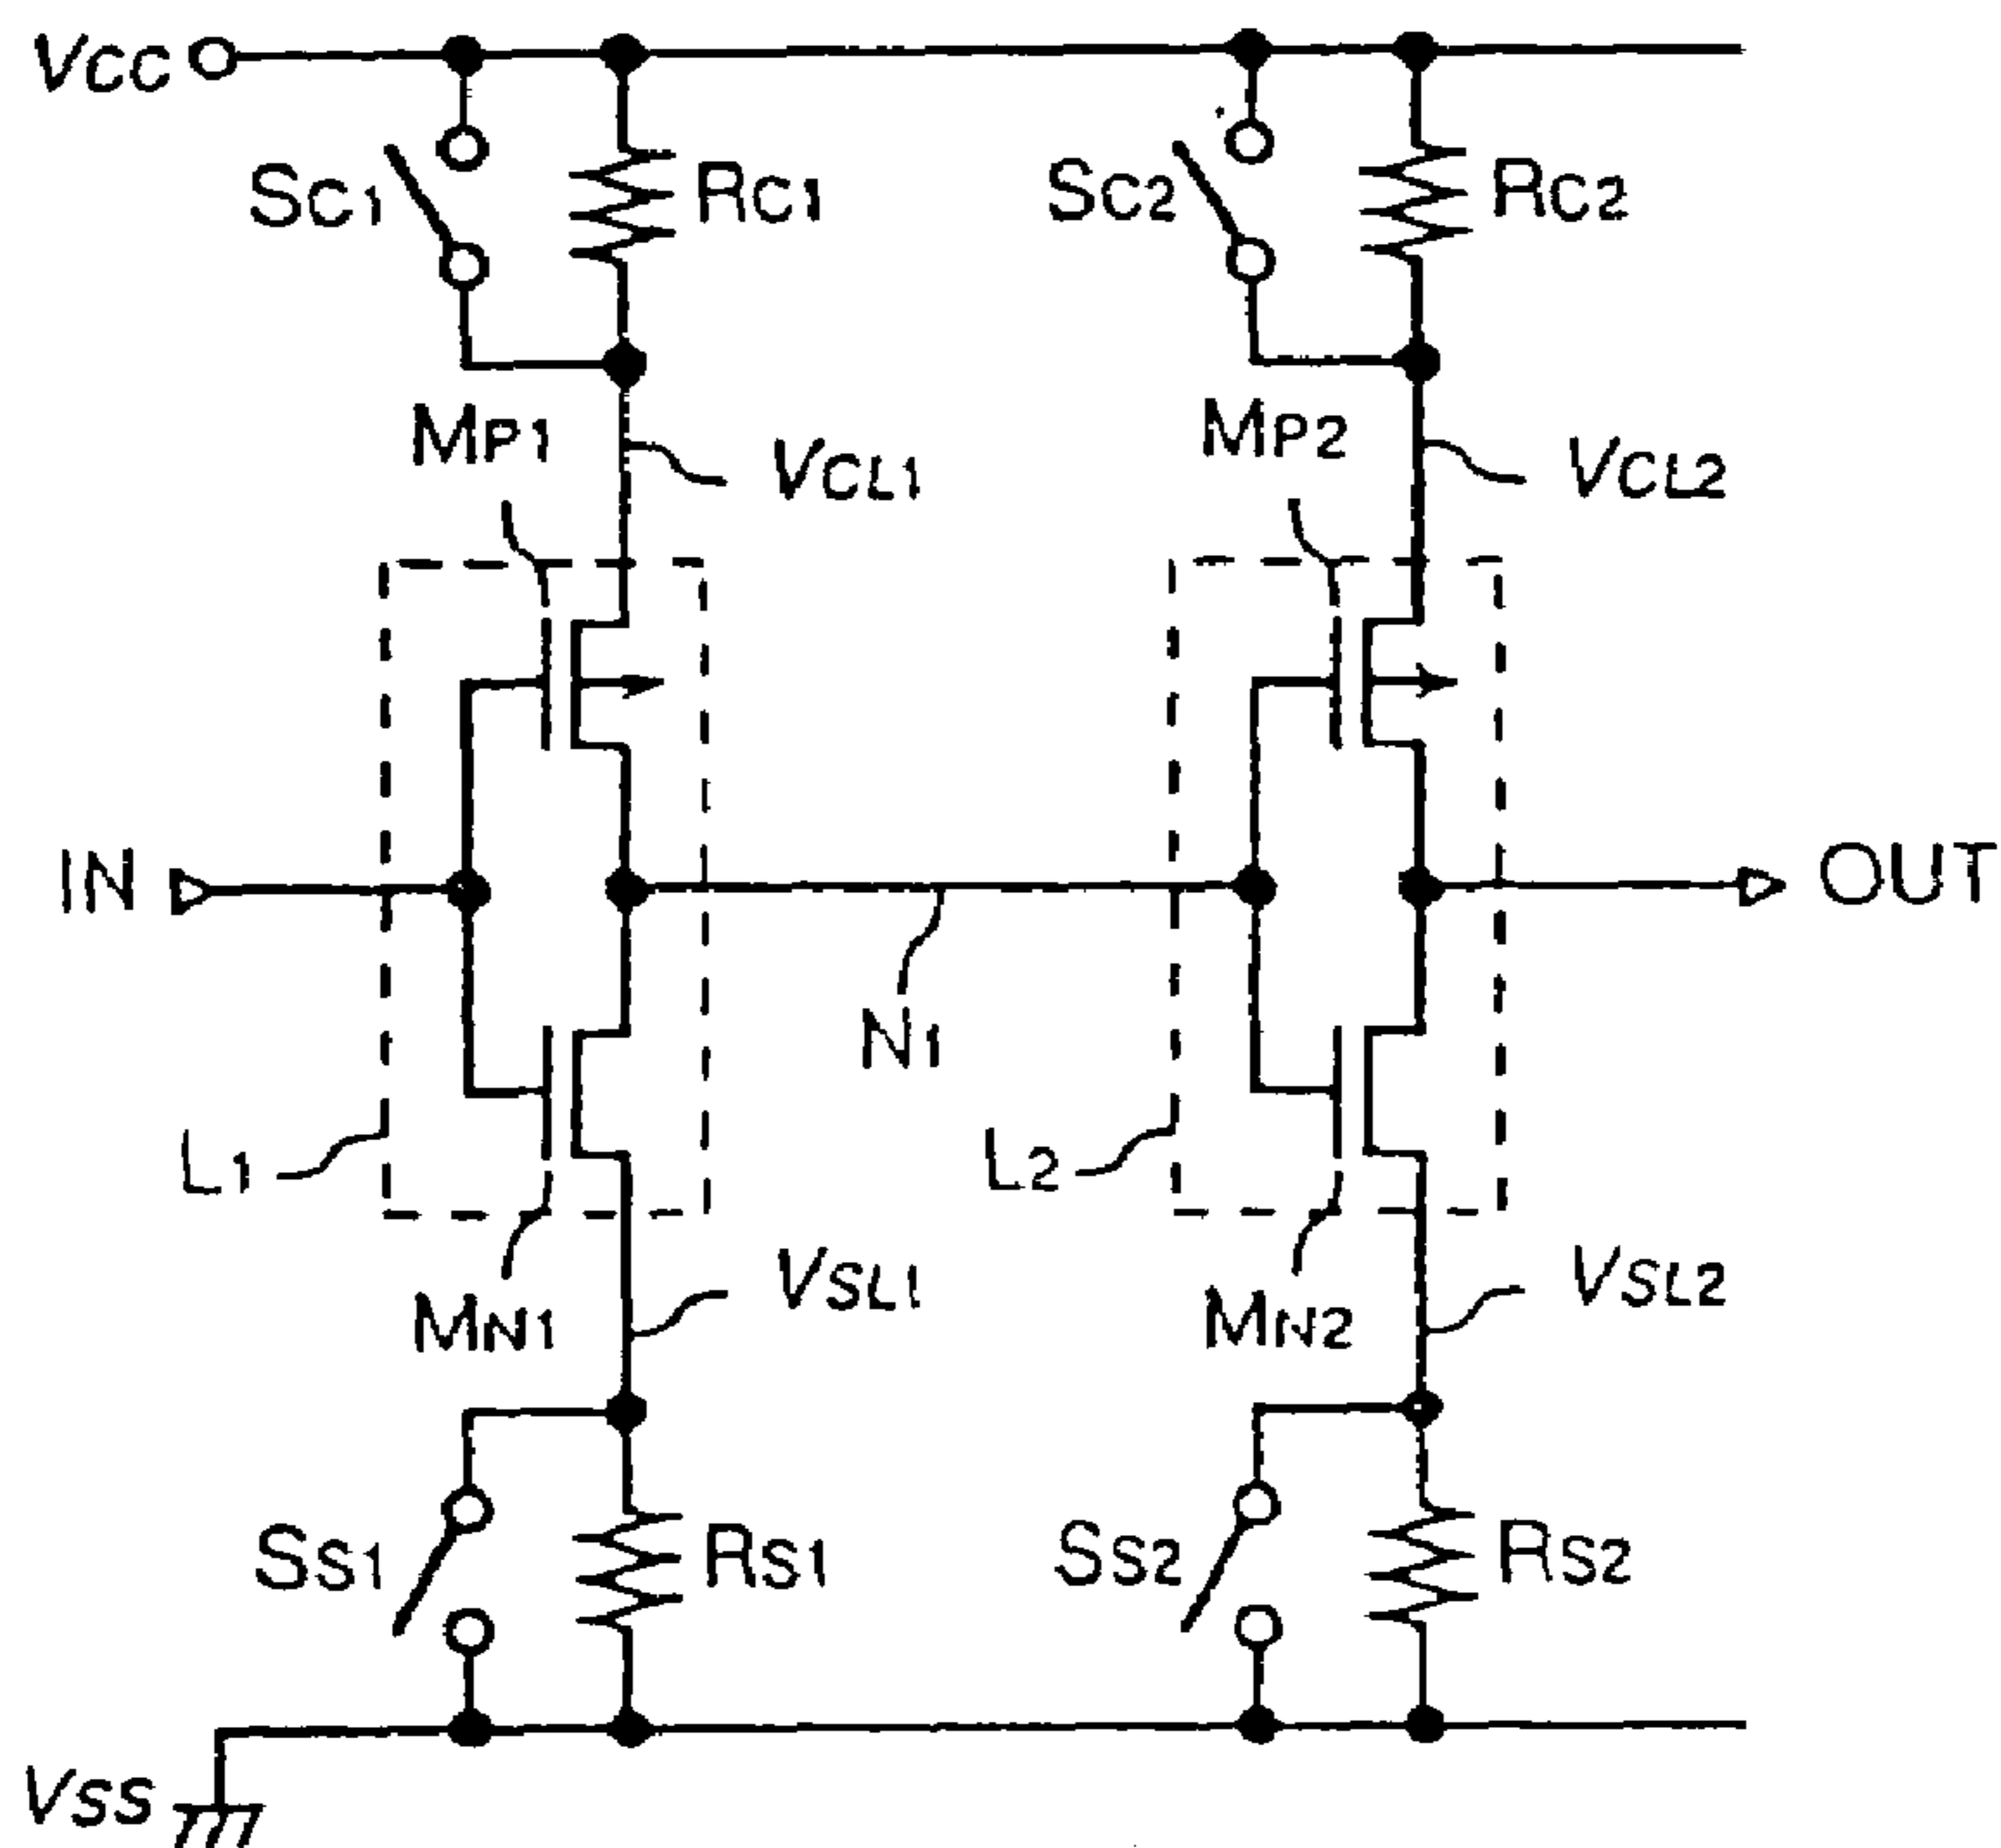 VCC
SC1
RC1
SC2
RC2
MP1
VCL1
MP2
VCL2
IN
OUT
N1
L1
L2
MN1
VSL1
MN2
VSL2
SS1
RS1
SS2
RS2
VSS